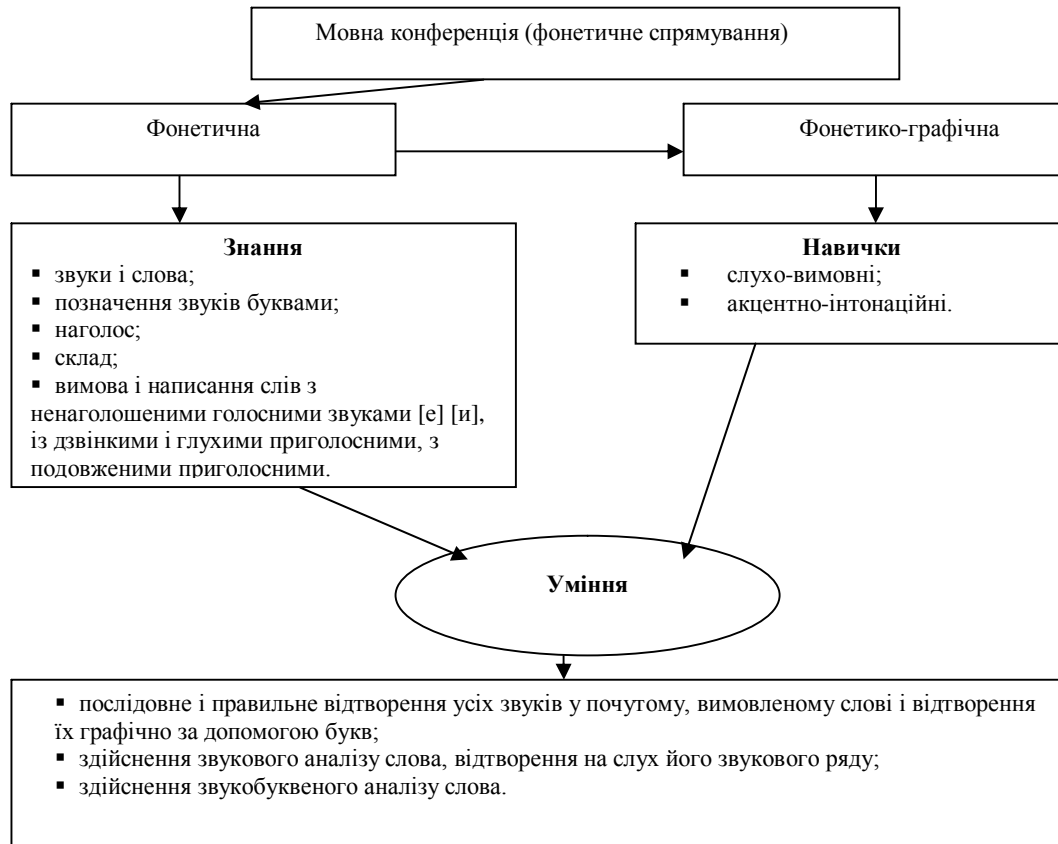 Мовна конференція (фонетичне спрямування)
Фонетична
Фонетико-графічна
Знання
▪ звуки і слова;
▪ позначення звуків буквами;
▪ наголос;
▪ склад;
▪ вимова і написання слів з
ненаголошеними голосними звуками [е] [и],
із дзвінкими і глухими приголосними, з
подовженими приголосними.
Навички
▪ слухо-вимовні;
▪ акцентно-інтонаційні.
Уміння
▪ послідовне і правильне відтворення усіх звуків у почутому, вимовленому слові і відтворення
їх графічно за допомогою букв;
▪ здійснення звукового аналізу слова, відтворення на слух його звукового ряду;
▪ здійснення звукобуквеного аналізу слова.